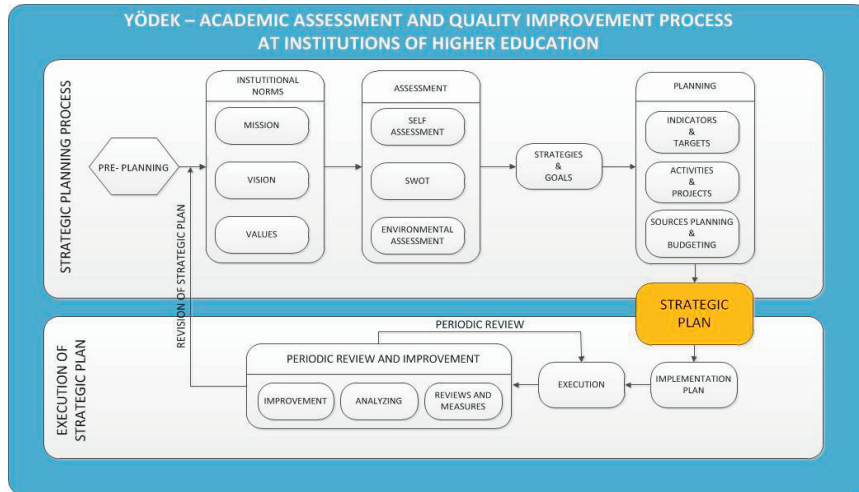 YÖDEK – ACADEMIC ASSESSMENT AND QUALITY IMPROVEMENT PROCESS
AT INSTITUTIONS OF HIGHER EDUCATION
STRATEGIC PLANNING PROCESS
PRE- PLANNING
INSTUTITIONAL
NORMS
MISSION
VISION
VALUES
ASSESSMENT
SELF
ASSESSMENT
SWOT
ENVIRONMENTAL
ASSESSMENT
STRATEGIES
&
GOALS
PLANNING
INDICATORS
&
TARGETS
ACTIVITIES
&
PROJECTS
SOURCES PLANNING
&
BUDGETING
STRATEGIC
PLAN
REVISION OF STRATEGIC PLAN
EXECUTION OF
STRATEGIC PLAN
PERIODIC REVIEW
PERIODIC REVIEW AND IMPROVEMENT
IMPROVEMENT
ANALYZING
REVIEWS AND
MEASURES
EXECUTION
IMPLEMENTATION
PLAN